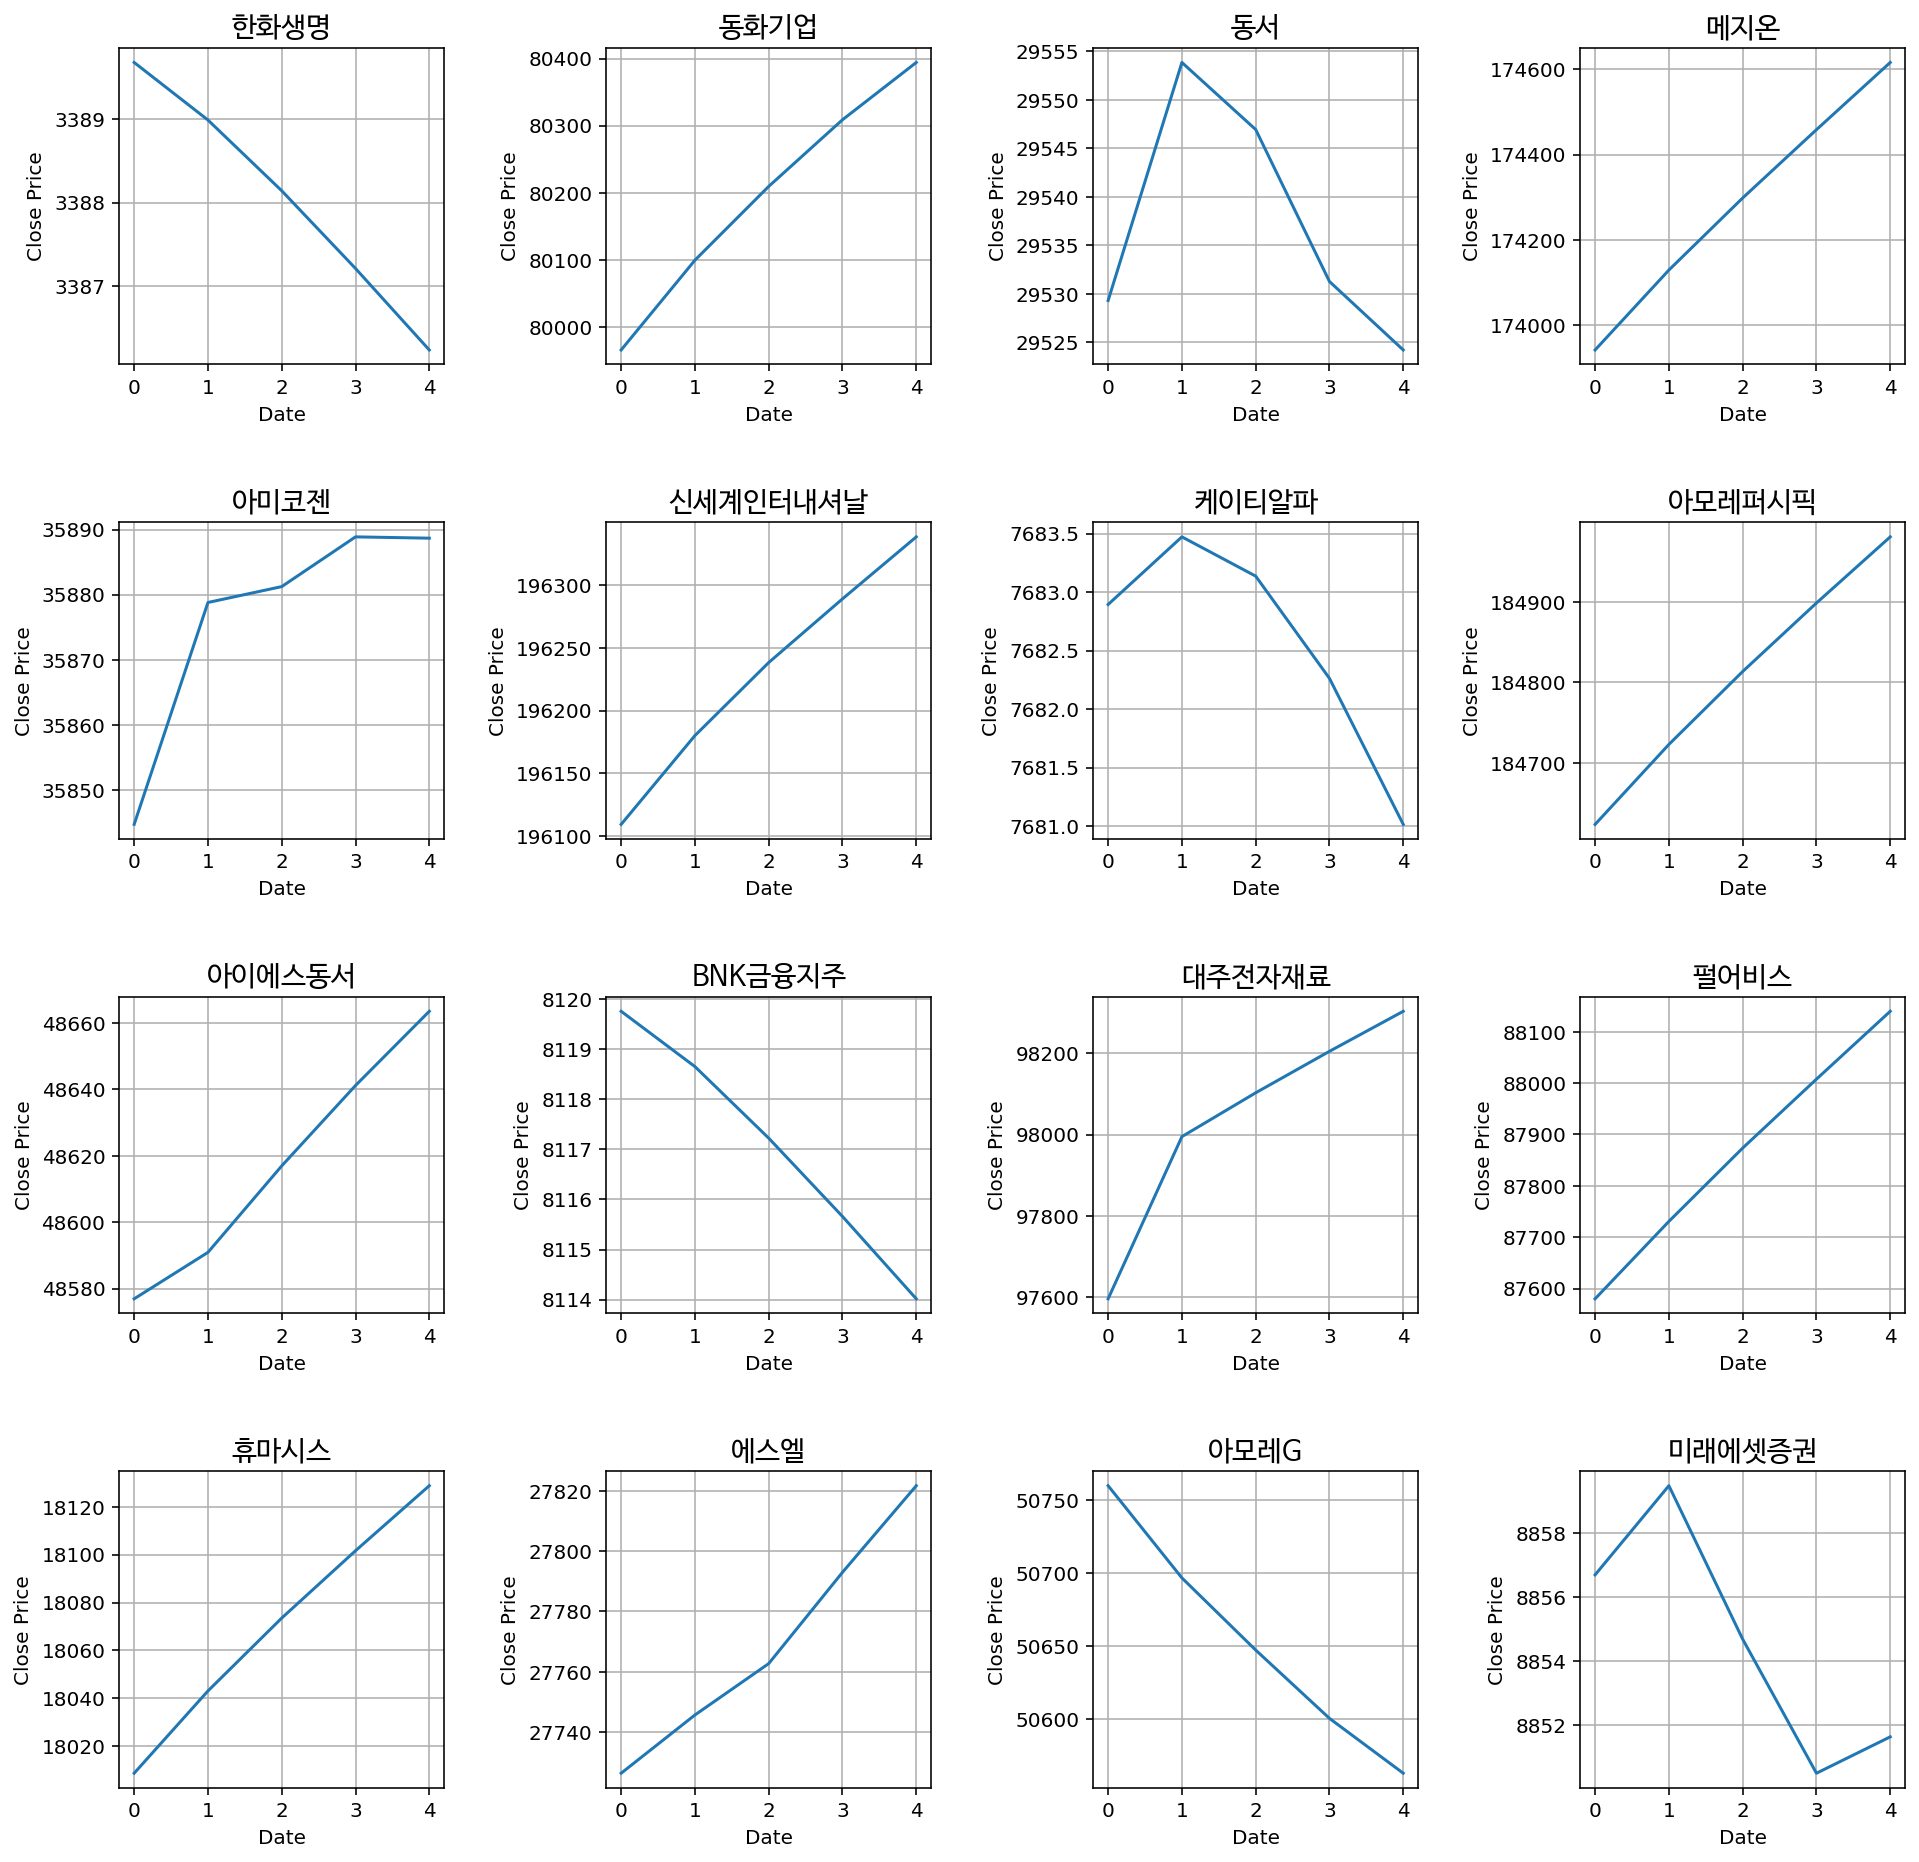 한화생명
Close Price
3389
3388
3387
0 1 2 3 4
Date
동화기업
Close Price
80400
80300
80200
80100
80000
0 1 2 3 4
Date
동서
Close Price
29555
29550
29545
29540
29535
29530
29525
0 1 2 3 4
Date
메지온
Close Price
174600
174400
174200
174000
0 1 2 3 4
Date
아미코젠
Close Price
35890
35880
35870
35860
35850
0 1 2 3 4
Date
신세계인터내셔날
Close Price
196300
196250
196200
196150
196100
0 1 2 3 4
Date
케이티알파
Close Price
7683.5
7683.0
7682.5
7682.0
7681.5
7681.0
0 1 2 3 4
Date
아모레퍼시픽
Close Price
184900
184800
184700
0 1 2 3 4
Date
아이에스동서
Close Price
48660
48640
48620
48600
48580
0 1 2 3 4
Date
BNK금융지주
Close Price
8120
8119
8118
8117
8116
8115
8114
0 1 2 3 4
Date
대주전자재료
Close Price
98200
98000
97800
97600
0 1 2 3 4
Date
펄어비스
Close Price
88100
88000
87900
87800
87700
87600
0 1 2 3 4
Date
휴마시스
Close Price
18120
18100
18080
18060
18040
18020
0 1 2 3 4
Date
에스엘
Close Price
27820
27800
27780
27760
27740
0 1 2 3 4
Date
아모레G
Close Price
50750
50700
50650
50600
0 1 2 3 4
Date
미래에셋증권
Close Price
8858
8856
8854
8852
0 1 2 3 4
Date